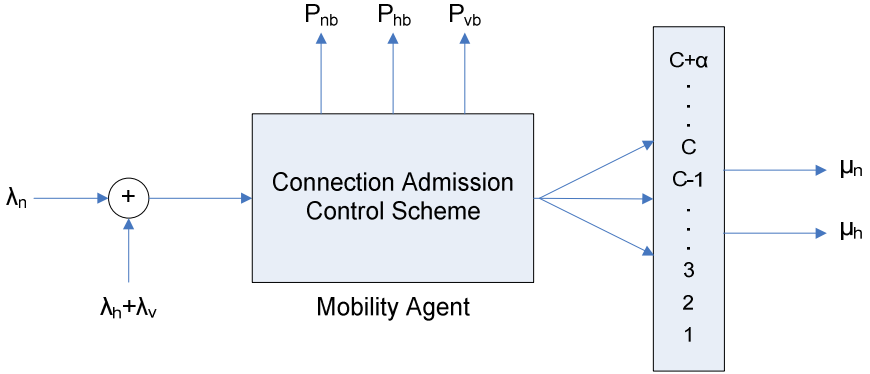 Pnb Phb Pvb
λn
+
λh+λv
Connection Admission
Control Scheme
Mobility Agent
C+α
.
.
.
C
C-1
.
.
.
3
2
1
μn
μh